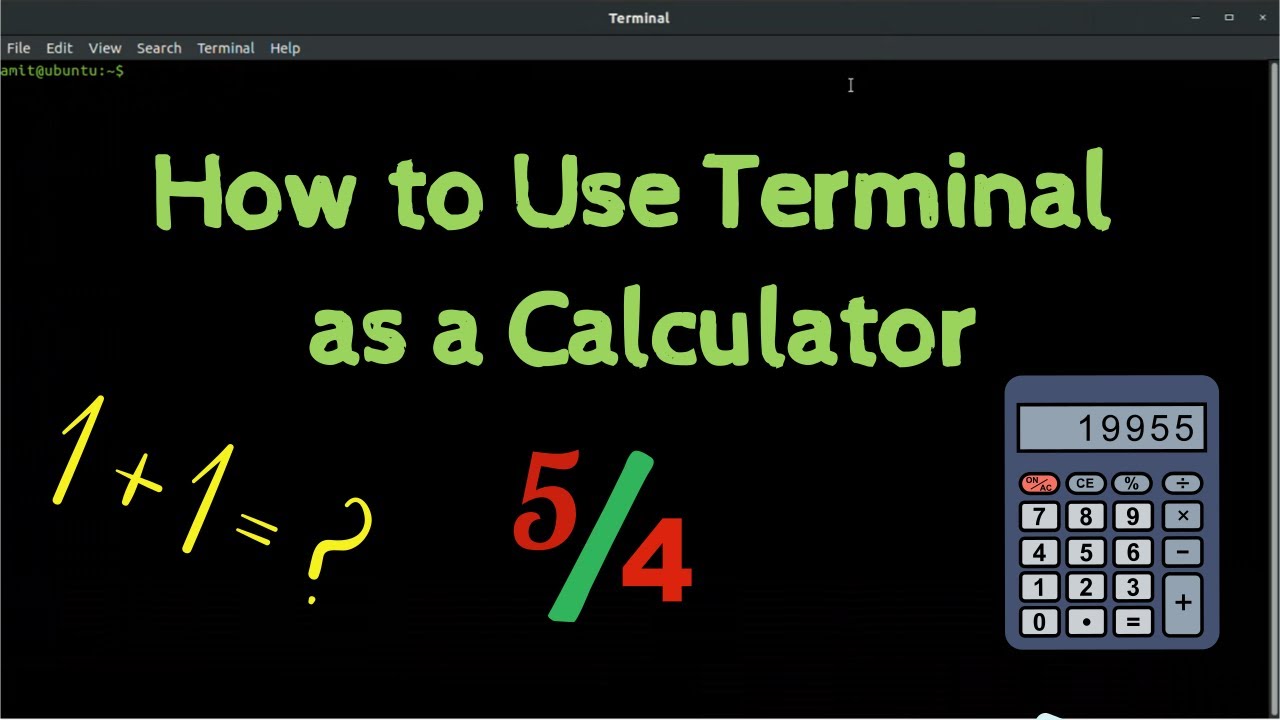 Terminal
File Edit View Search Terminal Help
amit@ubuntu:~$
How to Use Terminal
as a Calculator
1+1=?
5/4
19955
ON/AC CE % ÷
7 8 9 ×
4 5 6 −
1 2 3 +
0 • =